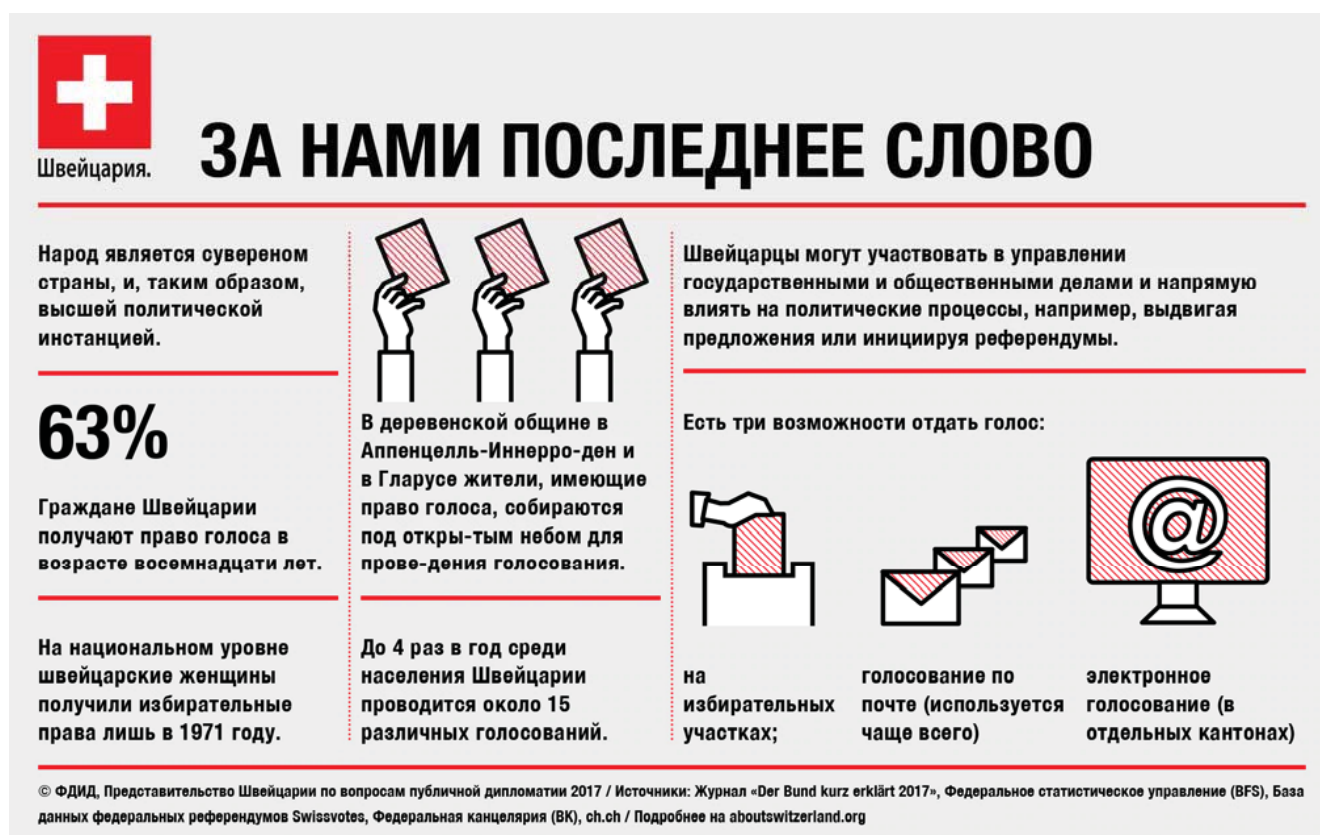 Швейцария.
ЗА НАМИ ПОСЛЕДНЕЕ СЛОВО
Народ является сувереном
страны, и, таким образом,
высшей политической
инстанцией.
63%
Граждане Швейцарии
получают право голоса в
возрасте восемнадцати лет.
На национальном уровне
швейцарские женщины
получили избирательные
права лишь в 1971 году.
В деревенской общине в
Аппенцелль-Иннерро-ден и
в Гларусе жители, имеющие
право голоса, собираются
под откры-тым небом для
прове-дения голосования.
До 4 раз в год среди
населения Швейцарии
проводится около 15
различных голосований.
Швейцарцы могут участвовать в управлении
государственными и общественными делами и напрямую
влиять на политические процессы, например, выдвигая
предложения или инициируя референдумы.
Есть три возможности отдать голос:
на
избирательных
участках;
голосование по
почте (используется
чаще всего)
@
электронное
голосование (в
отдельных кантонах)
© ФДИД, Представительство Швейцарии по вопросам публичной дипломатии 2017 / Источники: Журнал «Der Bund kurz erklärt 2017», Федеральное статистическое управление (BFS), База
данных федеральных референдумов Swissvotes, Федеральная канцелярия (BK), ch.ch / Подробнее на aboutswitzerland.org